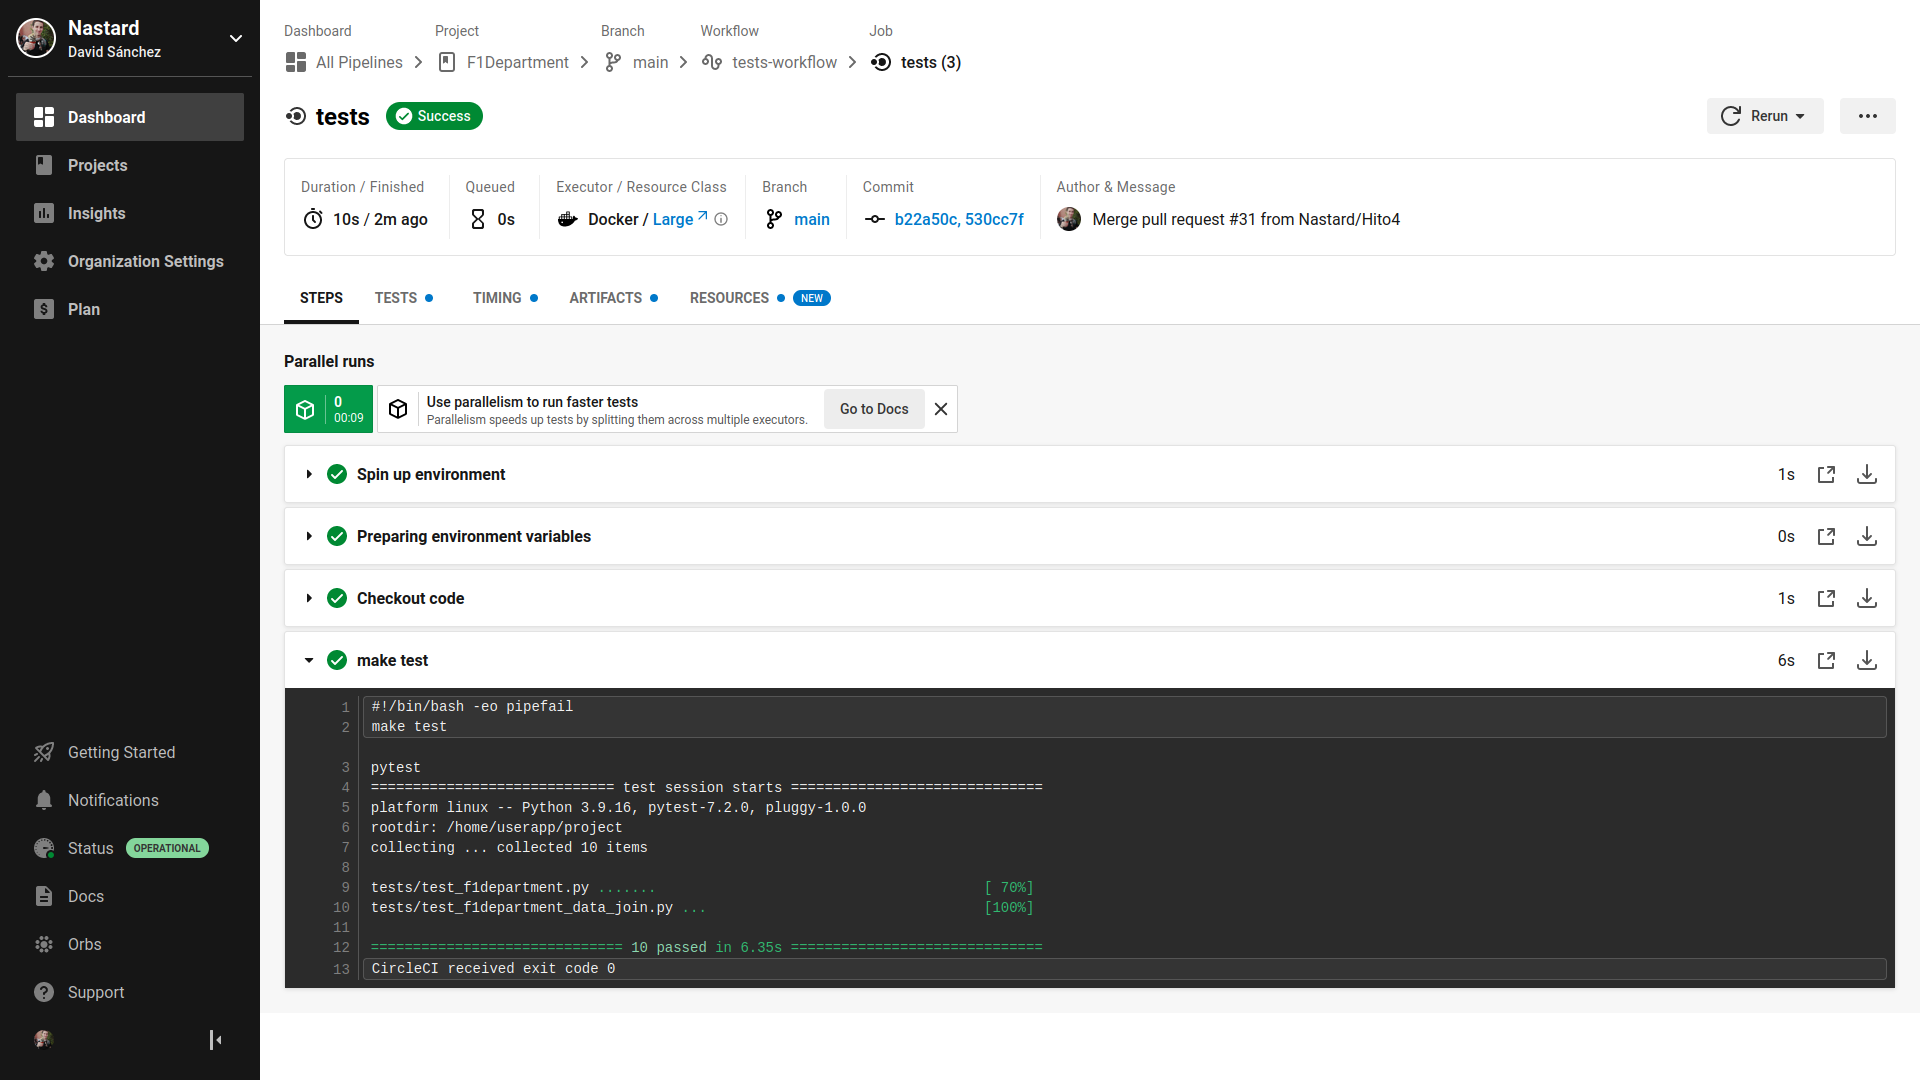 Nastard
David Sánchez
Dashboard
Projects
Insights
Organization Settings
Plan
Getting Started
Notifications
Status OPERATIONAL
Docs
Orbs
Support
Dashboard Project Branch Workflow Job
All Pipelines F1Department main tests-workflow tests (3)
tests Success Rerun
Duration / Finished Queued Executor / Resource Class Branch Commit Author & Message
10s / 2m ago 0s Docker / Large main b22a50c, 530cc7f Merge pull request #31 from Nastard/Hito4
STEPS TESTS TIMING ARTIFACTS RESOURCES NEW
Parallel runs
0
00:09
Use parallelism to run faster tests
Parallelism speeds up tests by splitting them across multiple executors.
Go to Docs
Spin up environment 1s
Preparing environment variables 0s
Checkout code 1s
make test 6s
1 #!/bin/bash -eo pipefail
2 make test
3 pytest
4 ============================= test session starts ==============================
5 platform linux -- Python 3.9.16, pytest-7.2.0, pluggy-1.0.0
6 rootdir: /home/userapp/project
7 collecting ... collected 10 items
8
9 tests/test_f1department.py ....... [ 70%]
10 tests/test_f1department_data_join.py ... [100%]
11
12 ============================== 10 passed in 6.35s ==============================
13 CircleCI received exit code 0